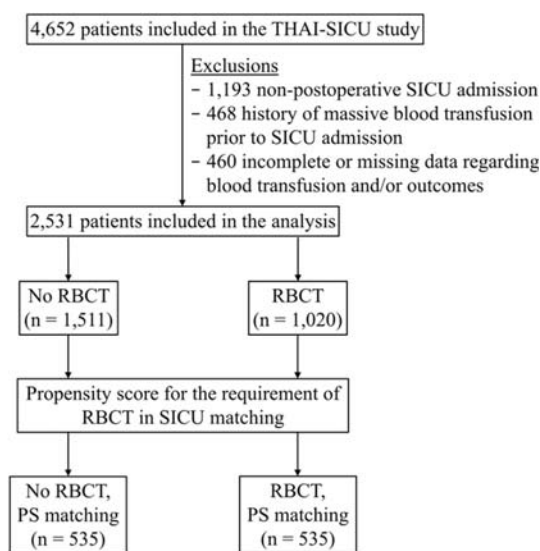 4,652 patients included in the THAI-SICU study
Exclusions
– 1,193 non-postoperative SICU admission
– 468 history of massive blood transfusion
prior to SICU admission
– 460 incomplete or missing data regarding
blood transfusion and/or outcomes
2,531 patients included in the analysis
No RBCT
(n = 1,511)
RBCT
(n = 1,020)
Propensity score for the requirement of
RBCT in SICU matching
No RBCT,
PS matching
(n = 535)
RBCT,
PS matching
(n = 535)